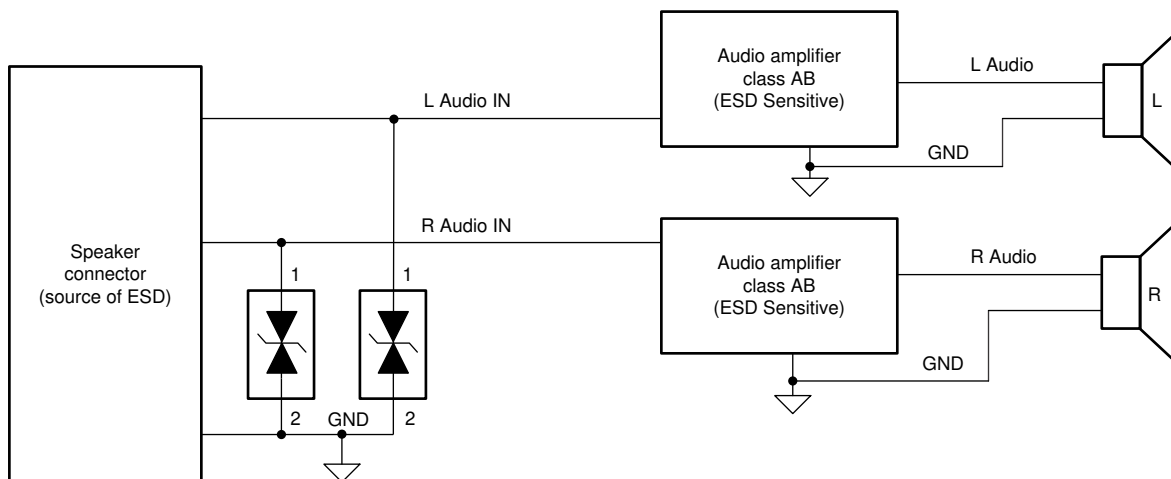 Speaker
connector
(source of ESD)
L Audio IN
R Audio IN
1
1
2
2
GND
Audio amplifier
class AB
(ESD Sensitive)
L Audio
GND
L
Audio amplifier
class AB
(ESD Sensitive)
R Audio
GND
R